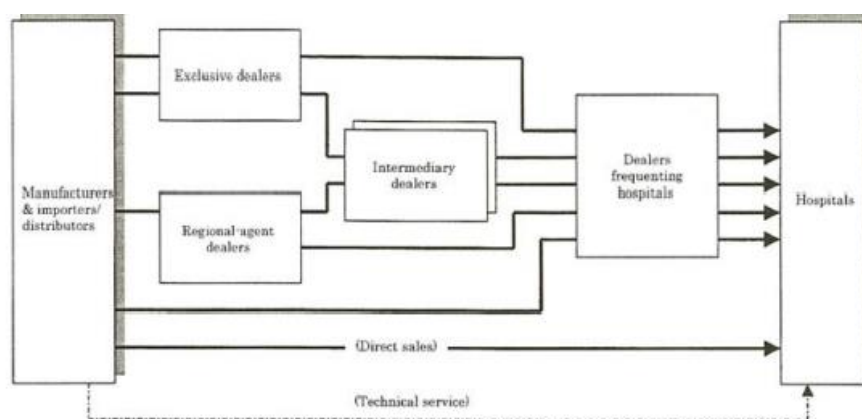 Manufacturers
& importers/
distributors
Exclusive dealers
Regional-agent
dealers
Intermediary
dealers
Dealers
frequenting
hospitals
Hospitals
(Direct sales)
(Technical service)